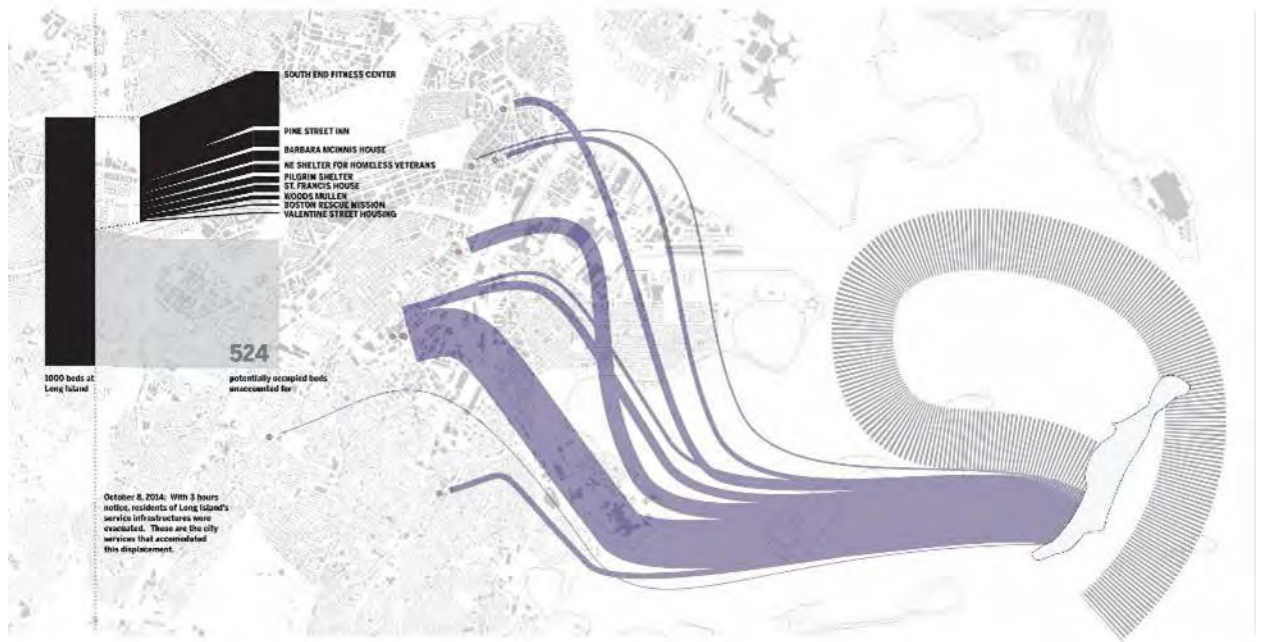 SOUTH END FITNESS CENTER
PINE STREET INN
BARBARA MCINNIS HOUSE
NE SHELTER FOR HOMELESS VETERANS
PILGRIM SHELTER
ST. FRANCIS HOUSE
WOODS MULLEN
BOSTON RESCUE MISSION
VALENTINE STREET HOUSING
1000 beds at
Long Island
524
potentially occupied beds
unaccounted for
October 8, 2014: With 3 hours
notice, residents of Long Island's
service infrastructures were
evacuated. These are the city
services that accomodated
this displacement.